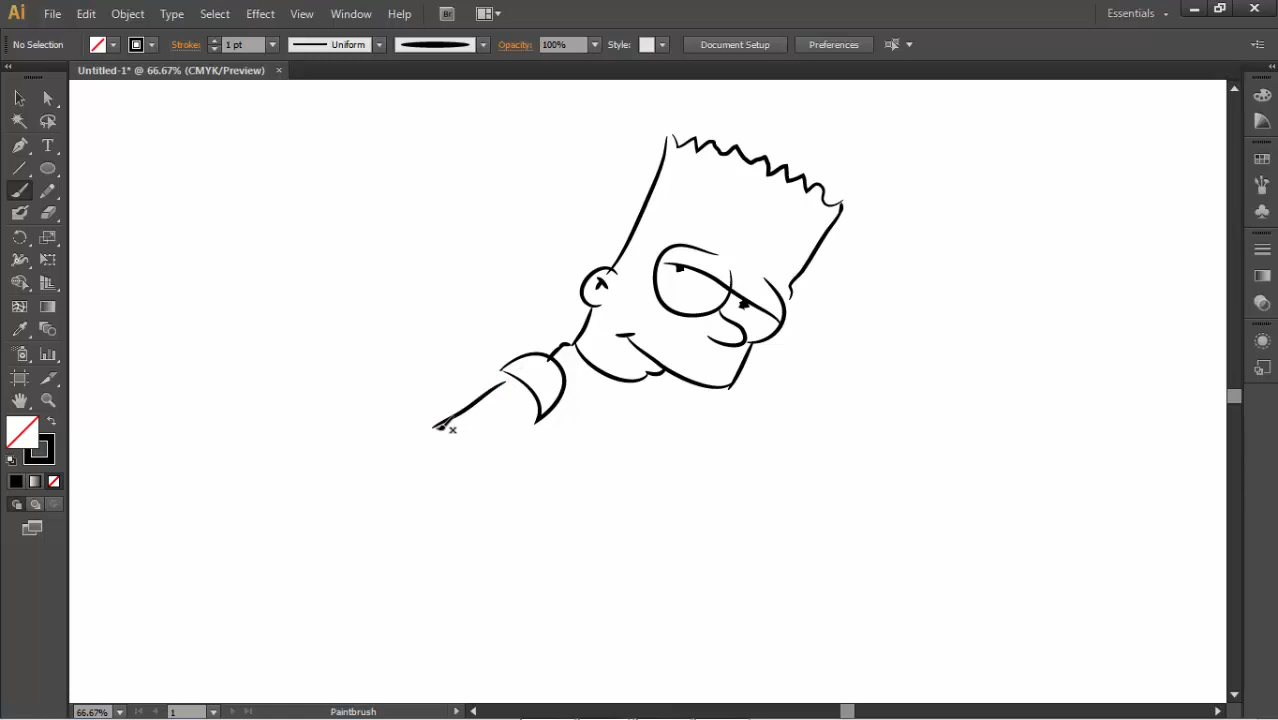 Ai File Edit Object Type Select Effect View Window Help Br Essentials
No Selection Stroke: 1 pt Uniform Opacity: 100% Style: Document Setup Preferences
Untitled-1* @ 66.67% (CMYK/Preview) ×
T
66.67% 1 Paintbrush